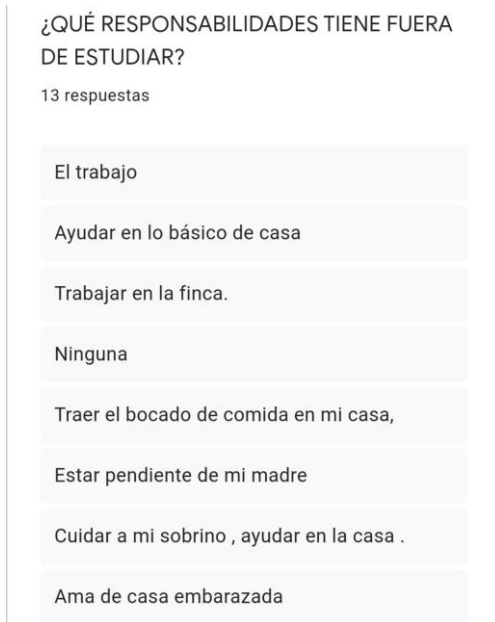 ¿QUÉ RESPONSABILIDADES TIENE FUERA
DE ESTUDIAR?
13 respuestas
El trabajo
Ayudar en lo básico de casa
Trabajar en la finca.
Ninguna
Traer el bocado de comida en mi casa,
Estar pendiente de mi madre
Cuidar a mi sobrino , ayudar en la casa .
Ama de casa embarazada